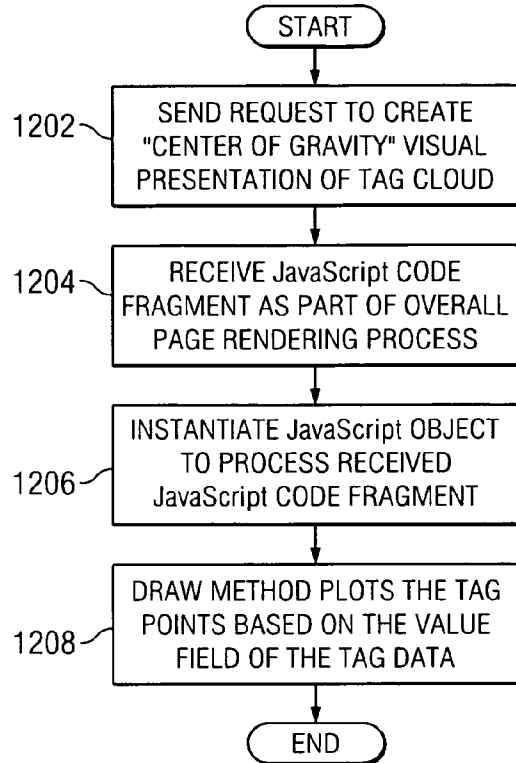 START
1202
SEND REQUEST TO CREATE
"CENTER OF GRAVITY" VISUAL
PRESENTATION OF TAG CLOUD
1204
RECEIVE JavaScript CODE
FRAGMENT AS PART OF OVERALL
PAGE RENDERING PROCESS
1206
INSTANTIATE JavaScript OBJECT
TO PROCESS RECEIVED
JavaScript CODE FRAGMENT
1208
DRAW METHOD PLOTS THE TAG
POINTS BASED ON THE VALUE
FIELD OF THE TAG DATA
END